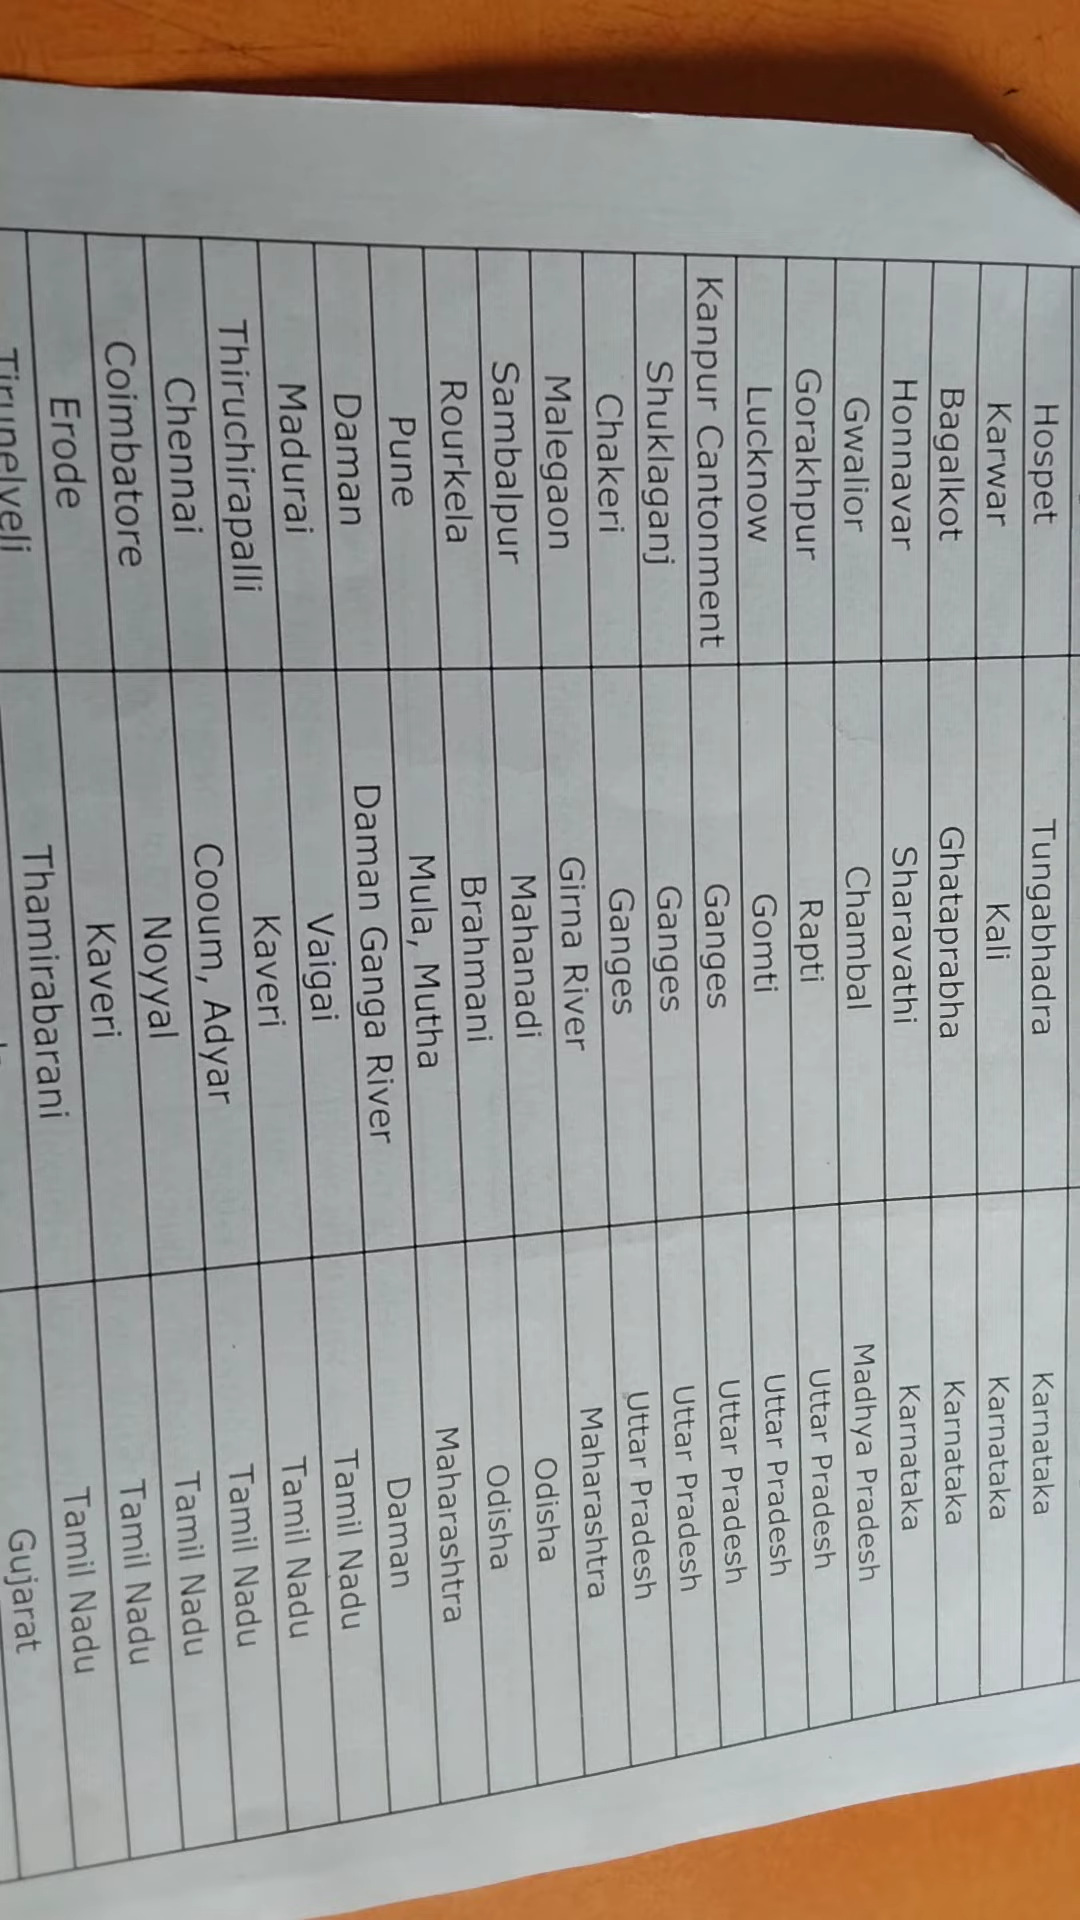 Hospet Tungabhadra Karnataka
Karwar Kali Karnataka
Bagalkot Ghataprabha Karnataka
Honnavar Sharavathi Karnataka
Gwalior Chambal Madhya Pradesh
Gorakhpur Rapti Uttar Pradesh
Lucknow Gomti Uttar Pradesh
Kanpur Cantonment Ganges Uttar Pradesh
Shuklaganj Ganges Uttar Pradesh
Chakeri Ganges Uttar Pradesh
Malegaon Girna River Maharashtra
Sambalpur Mahanadi Odisha
Rourkela Brahmani Odisha
Pune Mula, Mutha Maharashtra
Daman Daman Ganga River Daman
Madurai Vaigai Tamil Nadu
Thiruchirapalli Kaveri Tamil Nadu
Chennai Cooum, Adyar Tamil Nadu
Coimbatore Noyyal Tamil Nadu
Erode Kaveri Tamil Nadu
Tirunelveli Thamirabarani Tamil Nadu
Gujarat